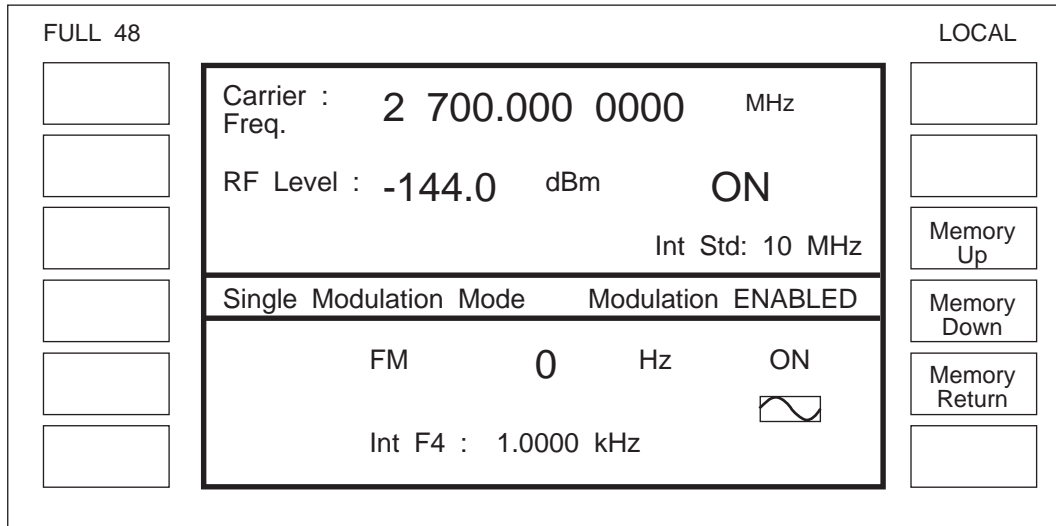 FULL 48
LOCAL
Carrier :
Freq.
2 700.000 0000 MHz
RF Level : -144.0 dBm ON
Int Std: 10 MHz
Single Modulation Mode Modulation ENABLED
FM 0 Hz ON
Int F4 : 1.0000 kHz
Memory
Up
Memory
Down
Memory
Return